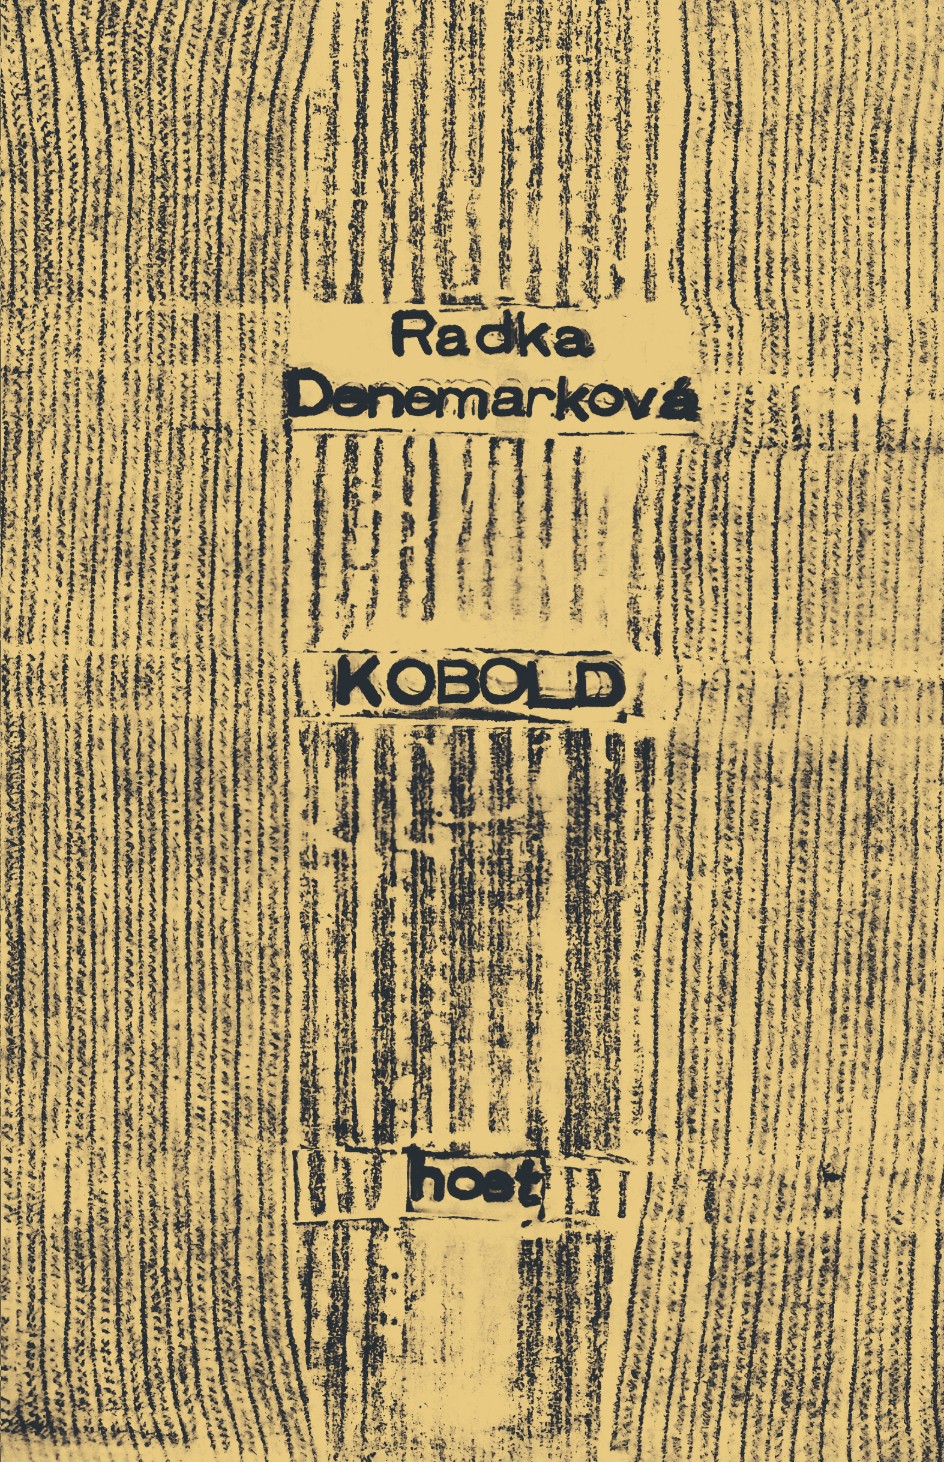 Radka
Denemarková
KOBOLD
host